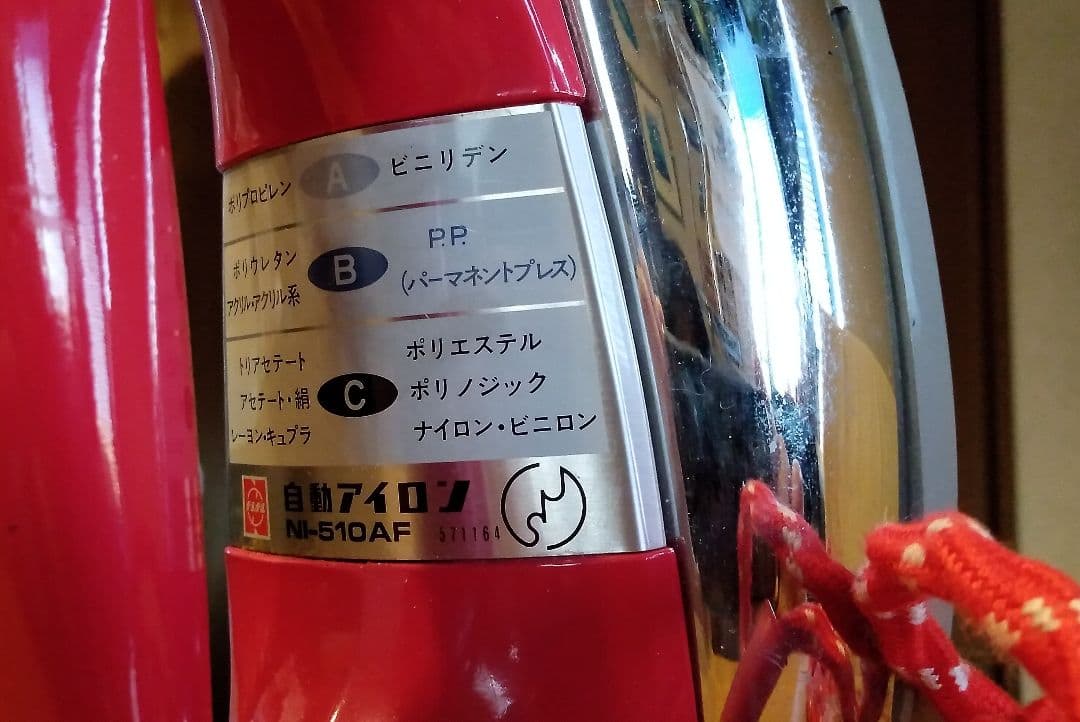 ポリプロピレン A ビニリデン
ポリウレタン
アクリル・アクリル系
B
P.P.
(パーマネントプレス)
トリアセテート
アセテート・絹
レーヨン・キュプラ
C
ポリエステル
ポリノジック
ナイロン・ビニロン
自動アイロン
NI-510AF 571164